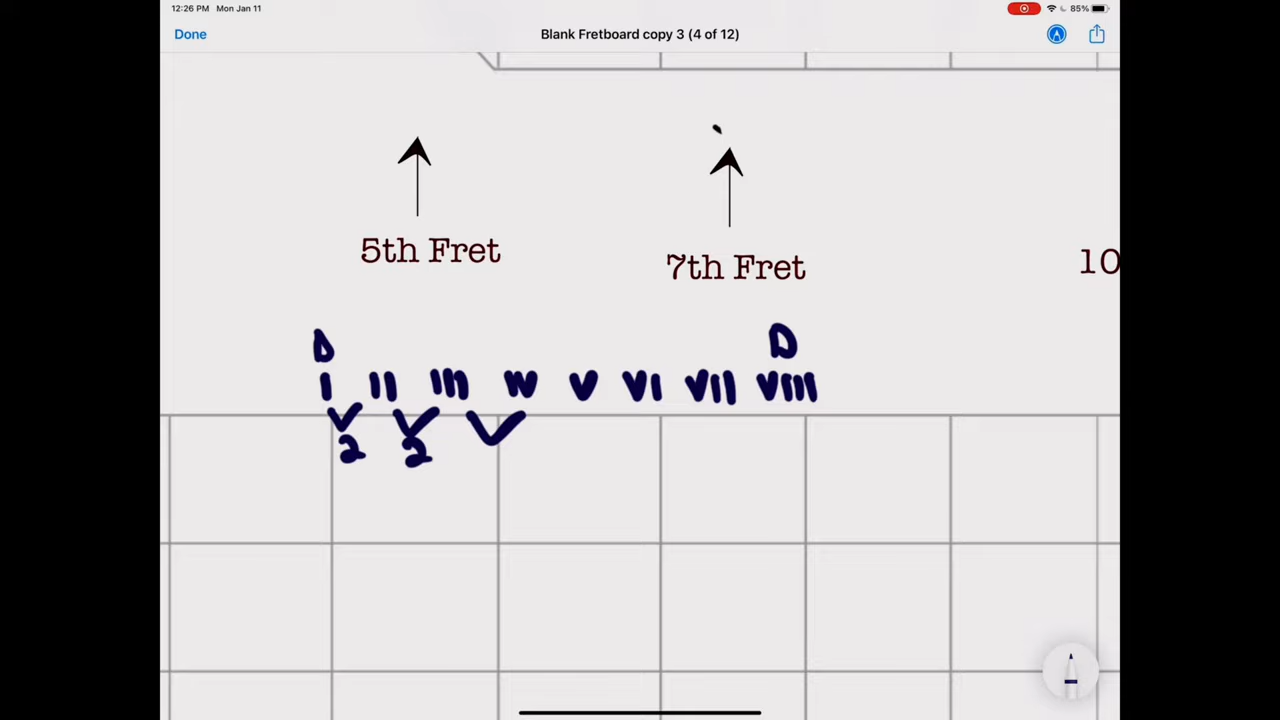 12:26 PM Mon Jan 11 85%
Done Blank Fretboard copy 3 (4 of 12)
5th Fret
7th Fret
10
D D
I II III IV V VI VII VIII
2 2